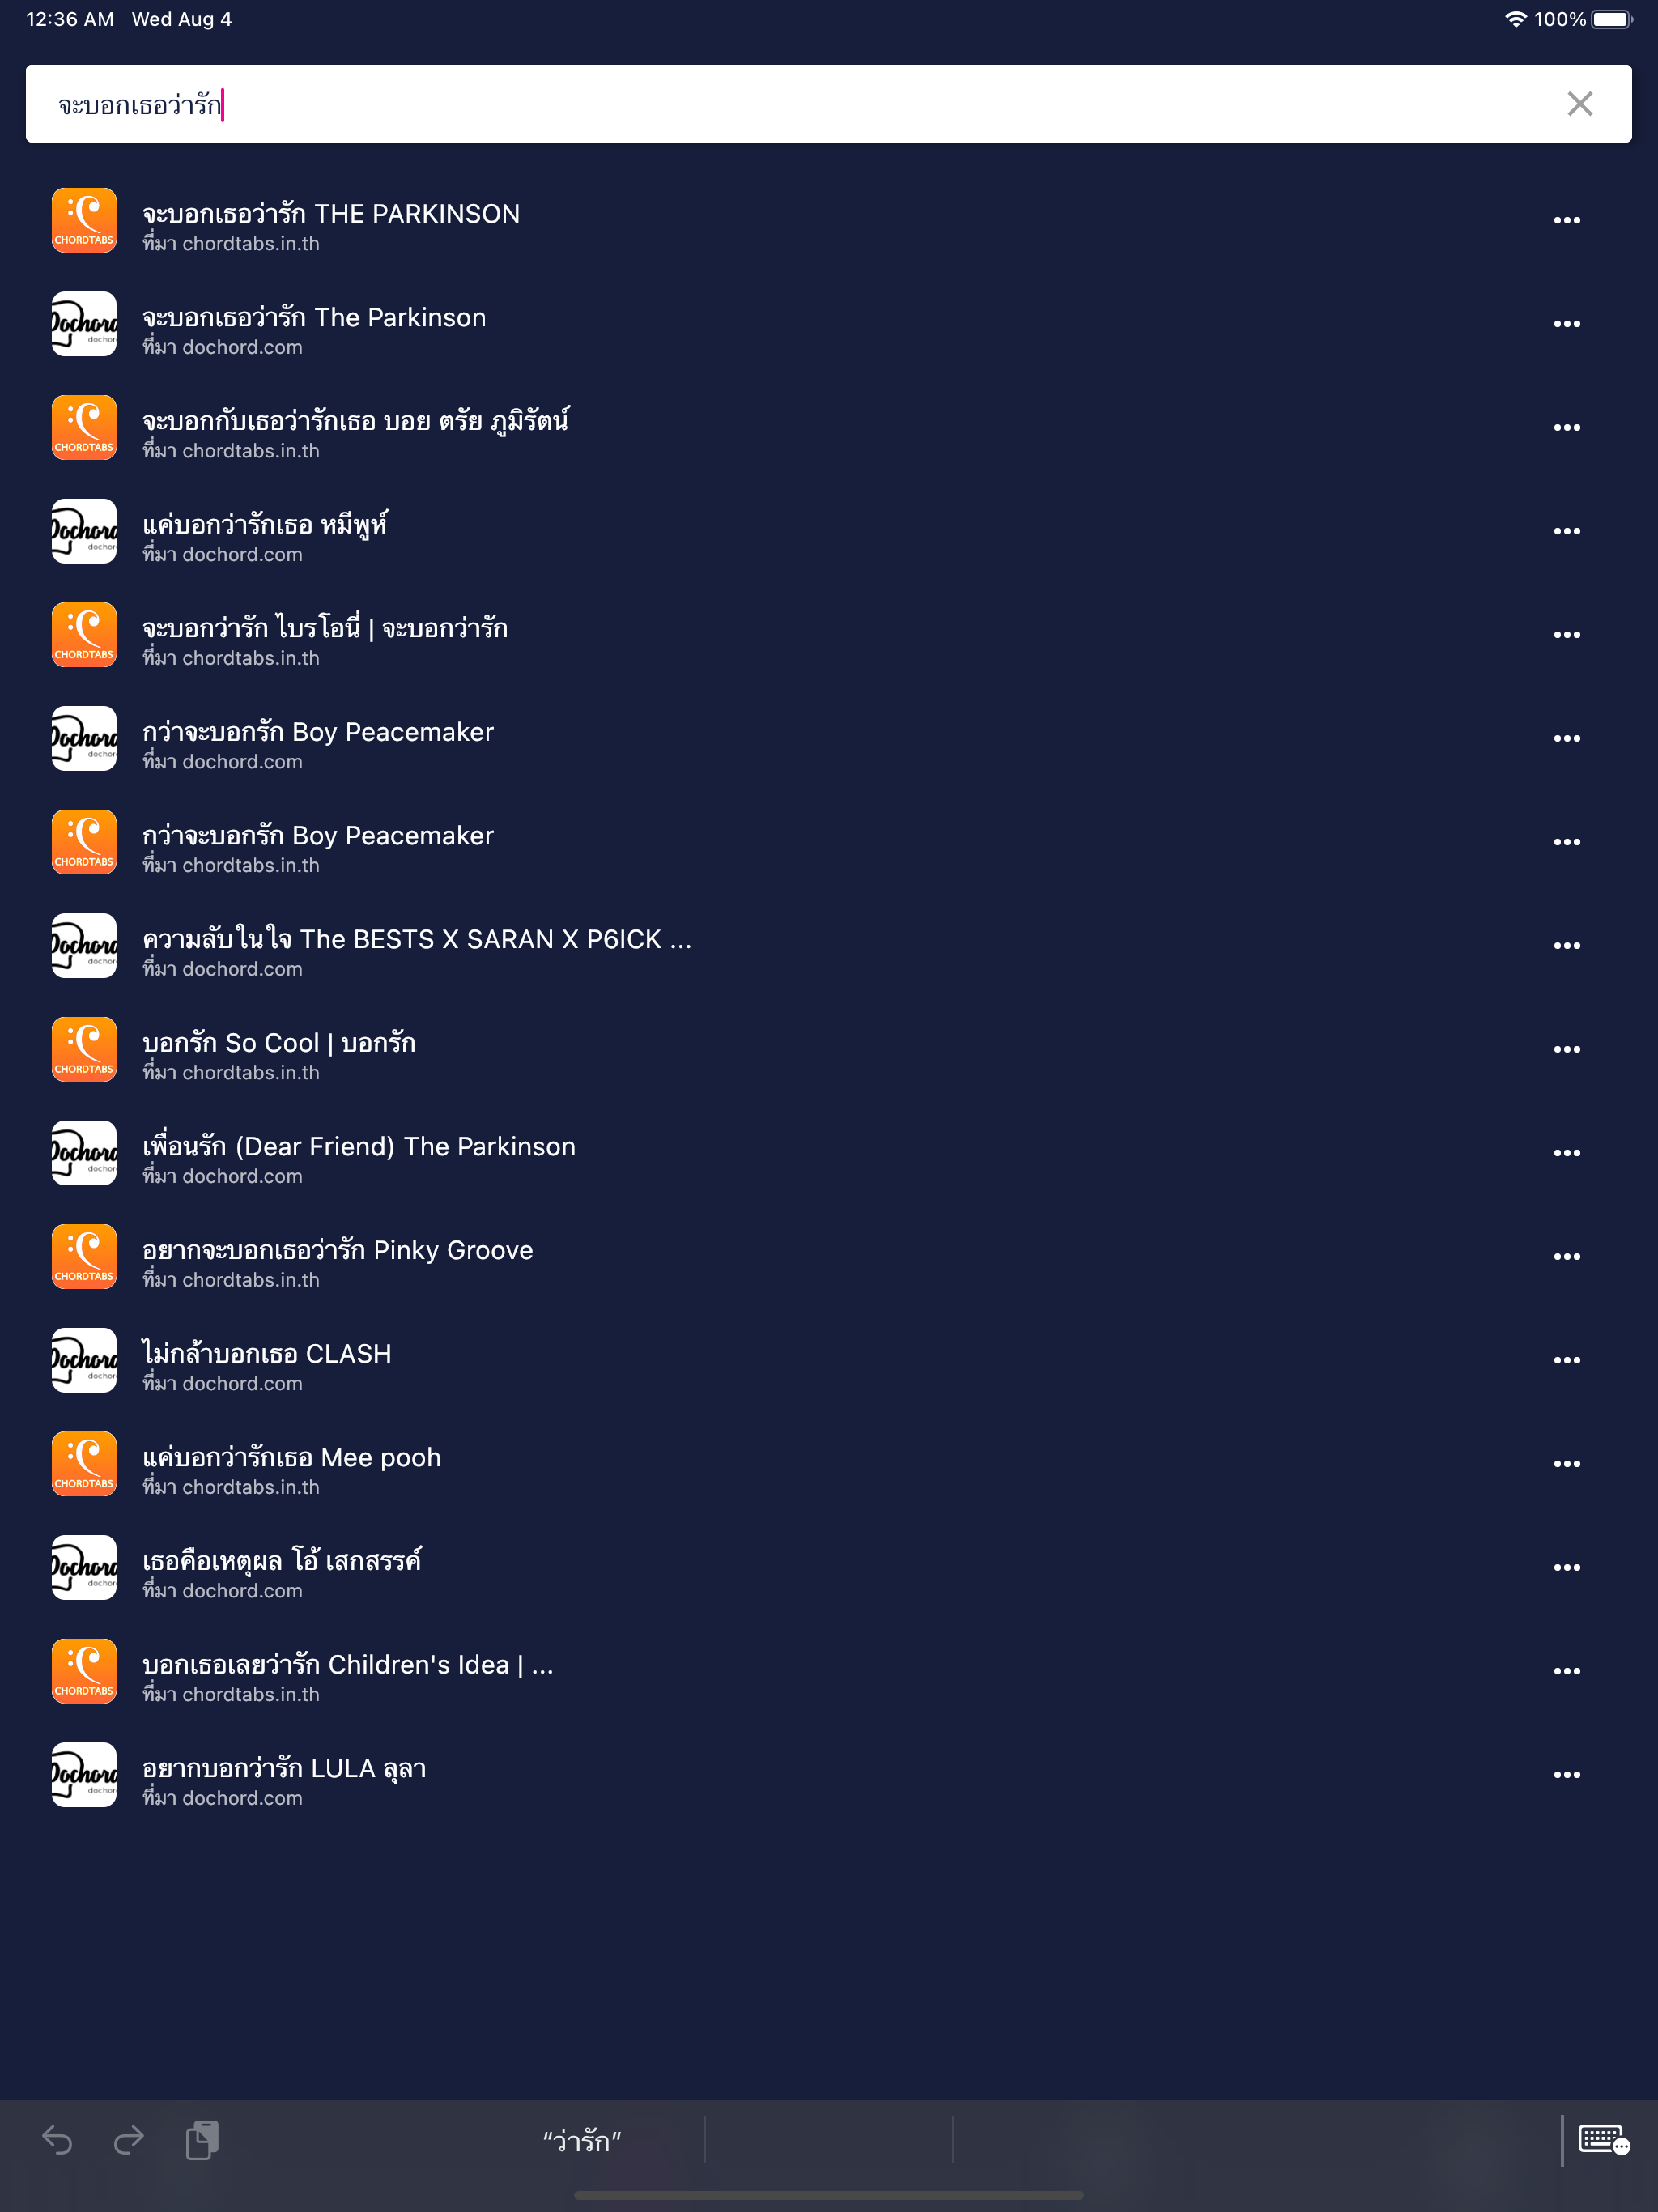 12:36 AM Wed Aug 4
100%
จะบอกเธอว่ารัก
CHORDTABS
จะบอกเธอว่ารัก THE PARKINSON
ที่มา chordtabs.in.th
Dochord
dochor
จะบอกเธอว่ารัก The Parkinson
ที่มา dochord.com
CHORDTABS
จะบอกกับเธอว่ารักเธอ บอย ตรัย ภูมิรัตน์
ที่มา chordtabs.in.th
Dochord
dochor
แค่บอกว่ารักเธอ หมีพูห์
ที่มา dochord.com
CHORDTABS
จะบอกว่ารัก ไบรโอนี่ | จะบอกว่ารัก
ที่มา chordtabs.in.th
Dochord
dochor
กว่าจะบอกรัก Boy Peacemaker
ที่มา dochord.com
CHORDTABS
กว่าจะบอกรัก Boy Peacemaker
ที่มา chordtabs.in.th
Dochord
dochor
ความลับในใจ The BESTS X SARAN X P6ICK ...
ที่มา dochord.com
CHORDTABS
บอกรัก So Cool | บอกรัก
ที่มา chordtabs.in.th
Dochord
dochor
เพื่อนรัก (Dear Friend) The Parkinson
ที่มา dochord.com
CHORDTABS
อยากจะบอกเธอว่ารัก Pinky Groove
ที่มา chordtabs.in.th
Dochord
dochor
ไม่กล้าบอกเธอ CLASH
ที่มา dochord.com
CHORDTABS
แค่บอกว่ารักเธอ Mee pooh
ที่มา chordtabs.in.th
Dochord
dochor
เธอคือเหตุผล โอ้ เสกสรรค์
ที่มา dochord.com
CHORDTABS
บอกเธอเลยว่ารัก Children's Idea | ...
ที่มา chordtabs.in.th
Dochord
dochor
อยากบอกว่ารัก LULA ลุลา
ที่มา dochord.com
“ว่ารัก”